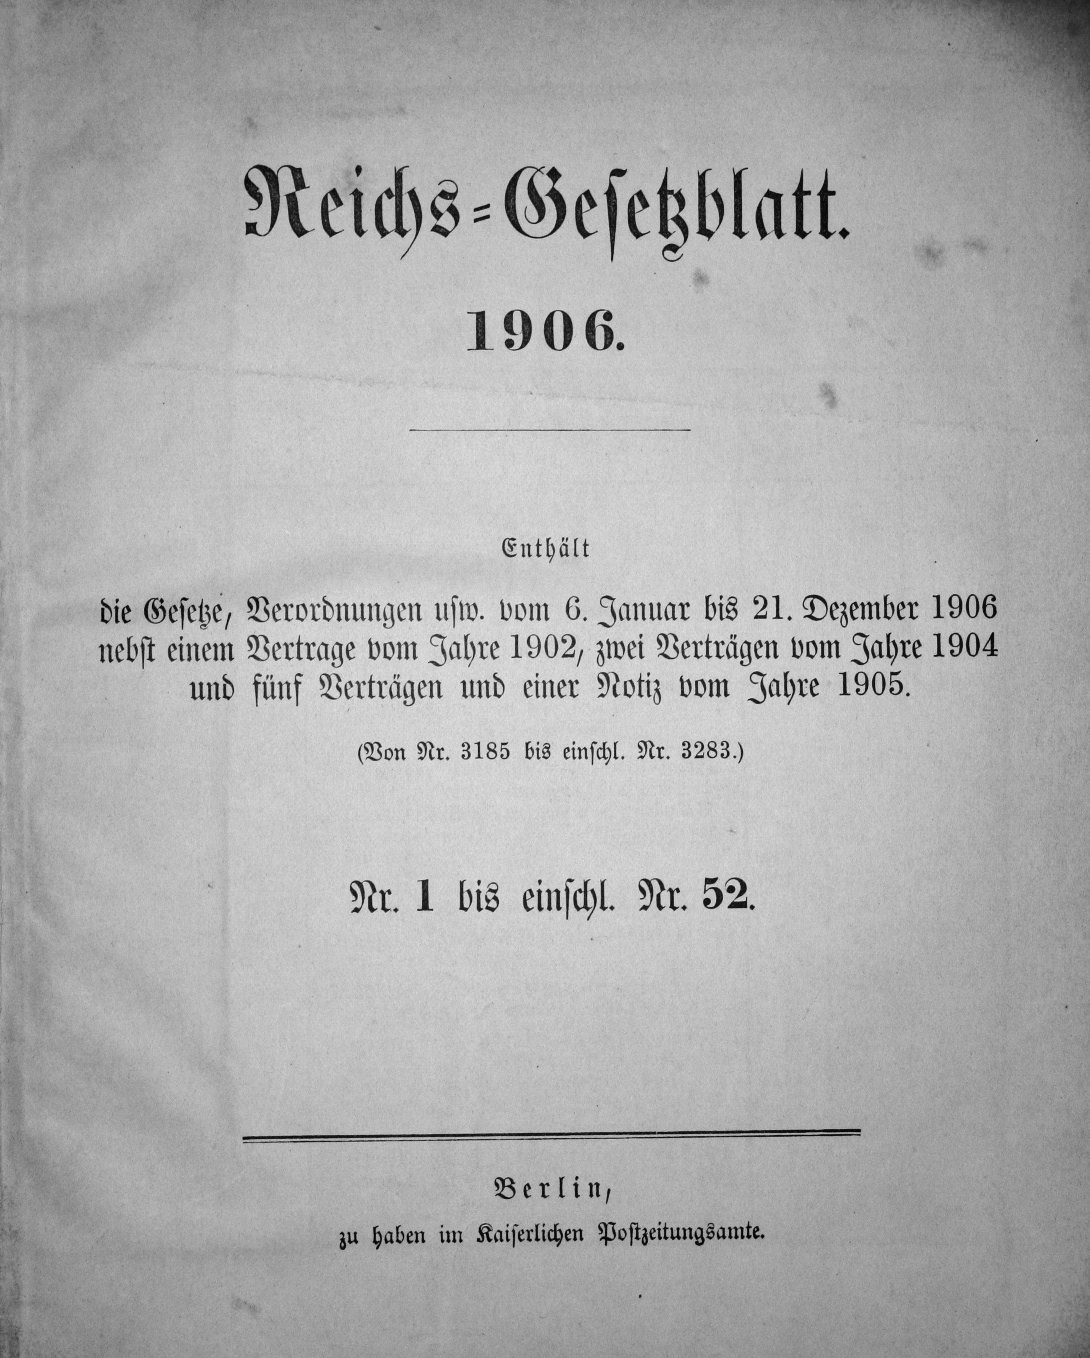 Reichs-Gesetzblatt.
1906.
Enthält
die Gesetze, Verordnungen usw. vom 6. Januar bis 21. Dezember 1906
nebst einem Vertrage vom Jahre 1902, zwei Verträgen vom Jahre 1904
und fünf Verträgen und einer Notiz vom Jahre 1905.
(Von Nr. 3185 bis einschl. Nr. 3283.)
Nr. 1 bis einschl. Nr. 52.
Berlin,
zu haben im Kaiserlichen Postzeitungsamte.